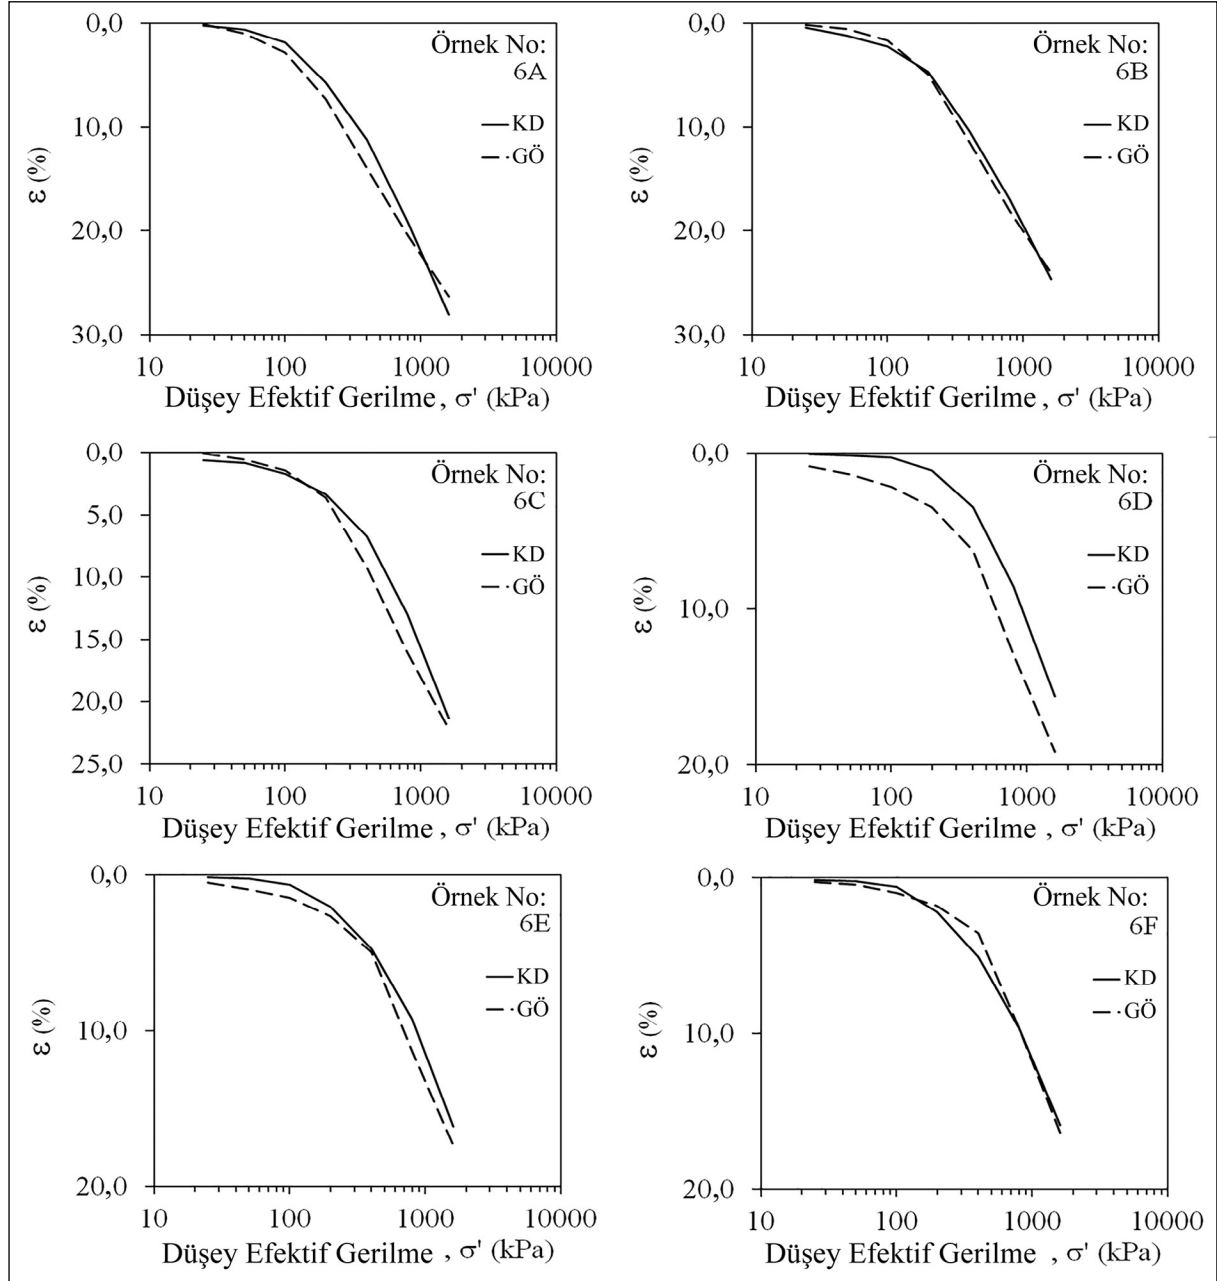 0,0
10,0
20,0
30,0
ε (%)
Örnek No:
6A
KD
GÖ
10 100 1000 10000
Düşey Efektif Gerilme , σ' (kPa)
0,0
10,0
20,0
30,0
ε (%)
Örnek No:
6B
KD
GÖ
10 100 1000 10000
Düşey Efektif Gerilme , σ' (kPa)
0,0
5,0
10,0
15,0
20,0
25,0
ε (%)
Örnek No:
6C
KD
GÖ
10 100 1000 10000
Düşey Efektif Gerilme , σ' (kPa)
0,0
10,0
20,0
ε (%)
Örnek No:
6D
KD
GÖ
10 100 1000 10000
Düşey Efektif Gerilme , σ' (kPa)
0,0
10,0
20,0
ε (%)
Örnek No:
6E
KD
GÖ
10 100 1000 10000
Düşey Efektif Gerilme , σ' (kPa)
0,0
10,0
20,0
ε (%)
Örnek No:
6F
KD
GÖ
10 100 1000 10000
Düşey Efektif Gerilme , σ' (kPa)